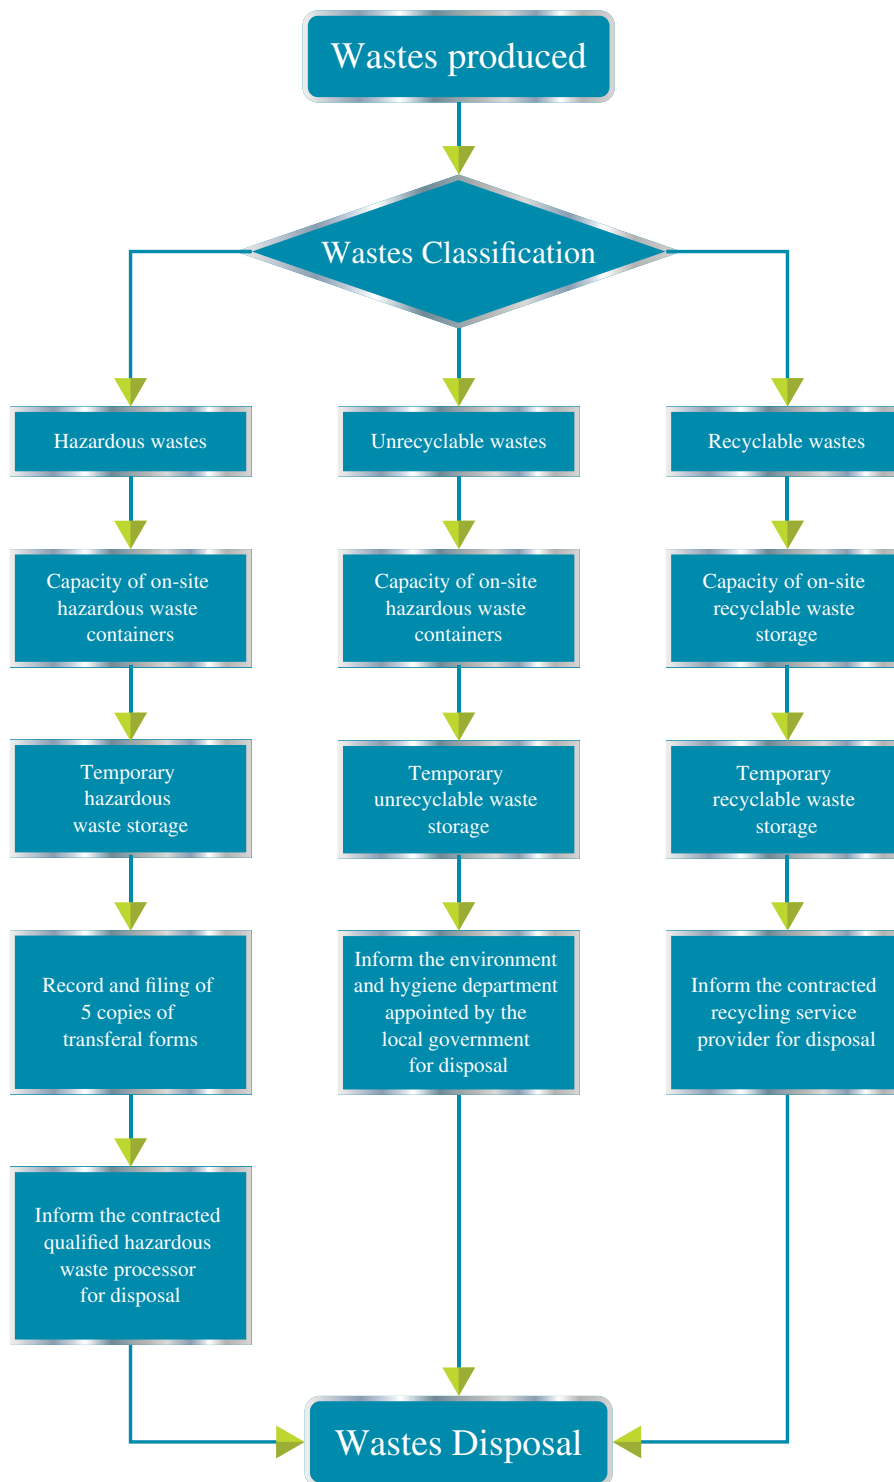 Wastes produced
Wastes Classification
Hazardous wastes
Unrecyclable wastes
Recyclable wastes
Capacity of on-site
hazardous waste
containers
Capacity of on-site
hazardous waste
containers
Capacity of on-site
recyclable waste
storage
Temporary
hazardous
waste storage
Temporary
unrecyclable waste
storage
Temporary
recyclable waste
storage
Record and filing of
5 copies of
transferal forms
Inform the environment
and hygiene department
appointed by the
local government
for disposal
Inform the contracted
recycling service
provider for disposal
Inform the contracted
qualified hazardous
waste processor
for disposal
Wastes Disposal